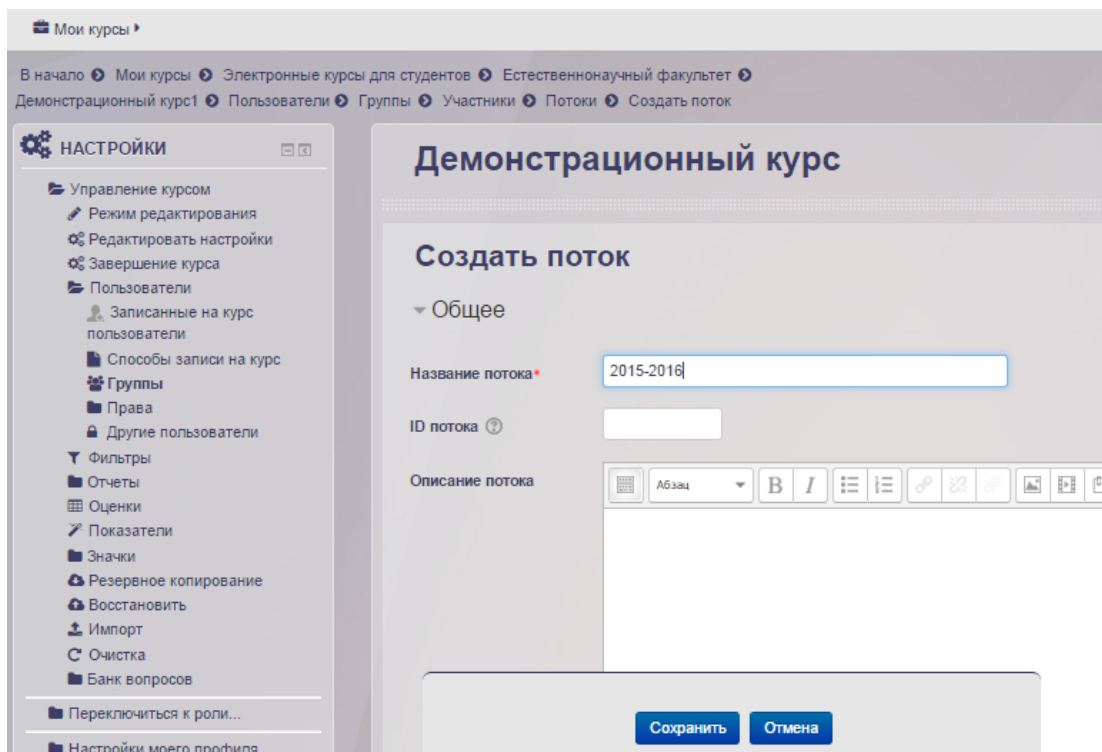 Мои курсы
В начало Мои курсы Электронные курсы для студентов Естественнонаучный факультет
Демонстрационный курс1 Пользователи Группы Участники Потоки Создать поток
НАСТРОЙКИ
Управление курсом
Режим редактирования
Редактировать настройки
Завершение курса
Пользователи
Записанные на курс
пользователи
Способы записи на курс
Группы
Права
Другие пользователи
Фильтры
Отчеты
Оценки
Показатели
Значки
Резервное копирование
Восстановить
Импорт
Очистка
Банк вопросов
Переключиться к роли...
Настройки моего профиля
Демонстрационный курс
Создать поток
Общее
Название потока* 2015-2016
ID потока
Описание потока Абзац B I
Сохранить Отмена